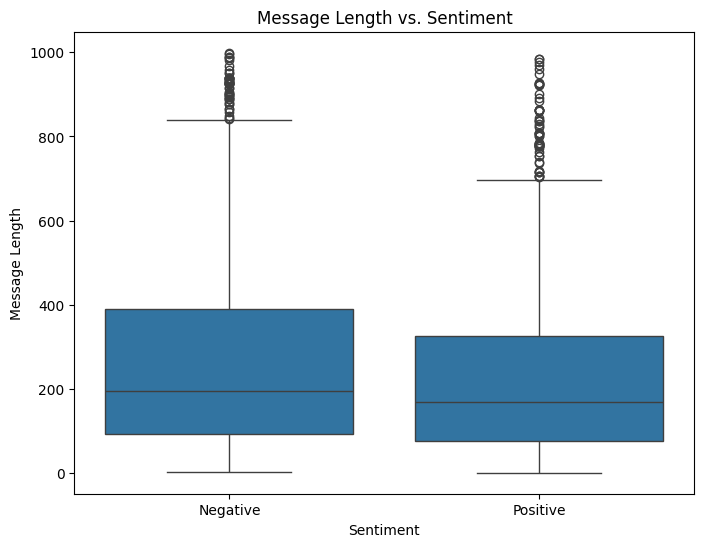 Message Length vs. Sentiment
1000
800
600
400
200
0
Message Length
Negative
Positive
Sentiment